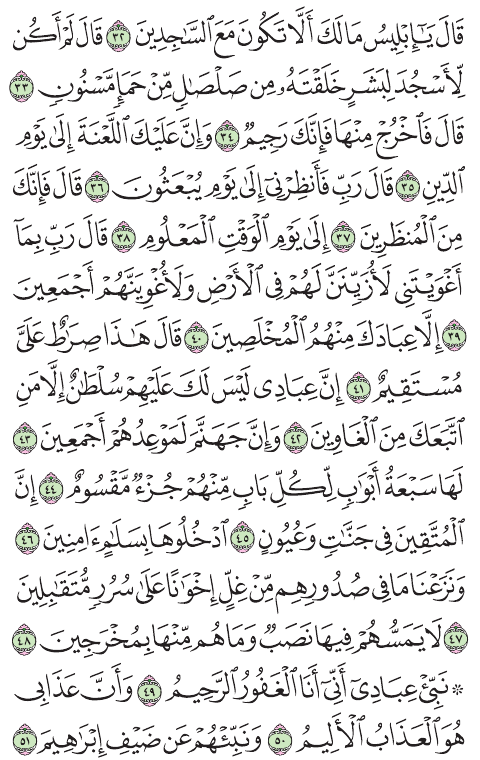 قَالَ يَـٰٓإِبْلِيسُ مَا لَكَ أَلَّا تَكُونَ مَعَ ٱلسَّـٰجِدِينَ ٣٢ قَالَ لَمْ أَكُن
لِّأَسْجُدَ لِبَشَرٍ خَلَقْتَهُۥ مِن صَلْصَـٰلٍ مِّنْ حَمَإٍ مَّسْنُونٍ ٣٣
قَالَ فَٱخْرُجْ مِنْهَا فَإِنَّكَ رَجِيمٌ ٣٤ وَإِنَّ عَلَيْكَ ٱللَّعْنَةَ إِلَىٰ يَوْمِ
ٱلدِّينِ ٣٥ قَالَ رَبِّ فَأَنظِرْنِىٓ إِلَىٰ يَوْمِ يُبْعَثُونَ ٣٦ قَالَ فَإِنَّكَ
مِنَ ٱلْمُنظَرِينَ ٣٧ إِلَىٰ يَوْمِ ٱلْوَقْتِ ٱلْمَعْلُومِ ٣٨ قَالَ رَبِّ بِمَآ
أَغْوَيْتَنِى لَأُزَيِّنَنَّ لَهُمْ فِى ٱلْأَرْضِ وَلَأُغْوِيَنَّهُمْ أَجْمَعِينَ
٣٩ إِلَّا عِبَادَكَ مِنْهُمُ ٱلْمُخْلَصِينَ ٤٠ قَالَ هَـٰذَا صِرَٰطٌ عَلَىَّ
مُسْتَقِيمٌ ٤١ إِنَّ عِبَادِى لَيْسَ لَكَ عَلَيْهِمْ سُلْطَـٰنٌ إِلَّا مَنِ
ٱتَّبَعَكَ مِنَ ٱلْغَاوِينَ ٤٢ وَإِنَّ جَهَنَّمَ لَمَوْعِدُهُمْ أَجْمَعِينَ ٤٣
لَهَا سَبْعَةُ أَبْوَٰبٍ لِّكُلِّ بَابٍ مِّنْهُمْ جُزْءٌ مَّقْسُومٌ ٤٤ إِنَّ
ٱلْمُتَّقِينَ فِى جَنَّـٰتٍ وَعُيُونٍ ٤٥ ٱدْخُلُوهَا بِسَلَـٰمٍ ءَامِنِينَ ٤٦
وَنَزَعْنَا مَا فِى صُدُورِهِم مِّنْ غِلٍّ إِخْوَٰنًا عَلَىٰ سُرُرٍ مُّتَقَـٰبِلِينَ
٤٧ لَا يَمَسُّهُمْ فِيهَا نَصَبٌ وَمَا هُم مِّنْهَا بِمُخْرَجِينَ ٤٨
* نَبِّئْ عِبَادِىٓ أَنِّىٓ أَنَا ٱلْغَفُورُ ٱلرَّحِيمُ ٤٩ وَأَنَّ عَذَابِى
هُوَ ٱلْعَذَابُ ٱلْأَلِيمُ ٥٠ وَنَبِّئْهُمْ عَن ضَيْفِ إِبْرَٰهِيمَ ٥١